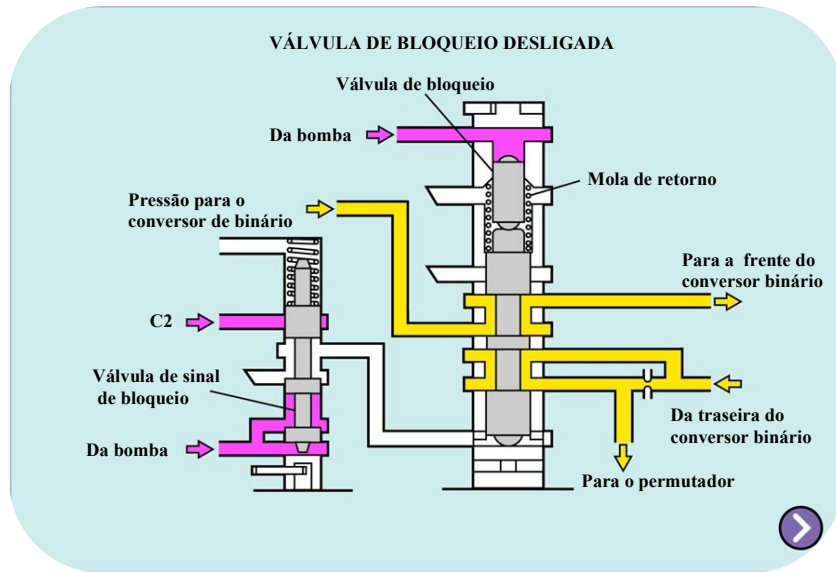 VÁLVULA DE BLOQUEIO DESLIGADA
Válvula de bloqueio
Da bomba
Mola de retorno
Pressão para o
conversor de binário
Para a frente do
conversor binário
C2
Válvula de sinal
de bloqueio
Da traseira do
conversor binário
Da bomba
Para o permutador